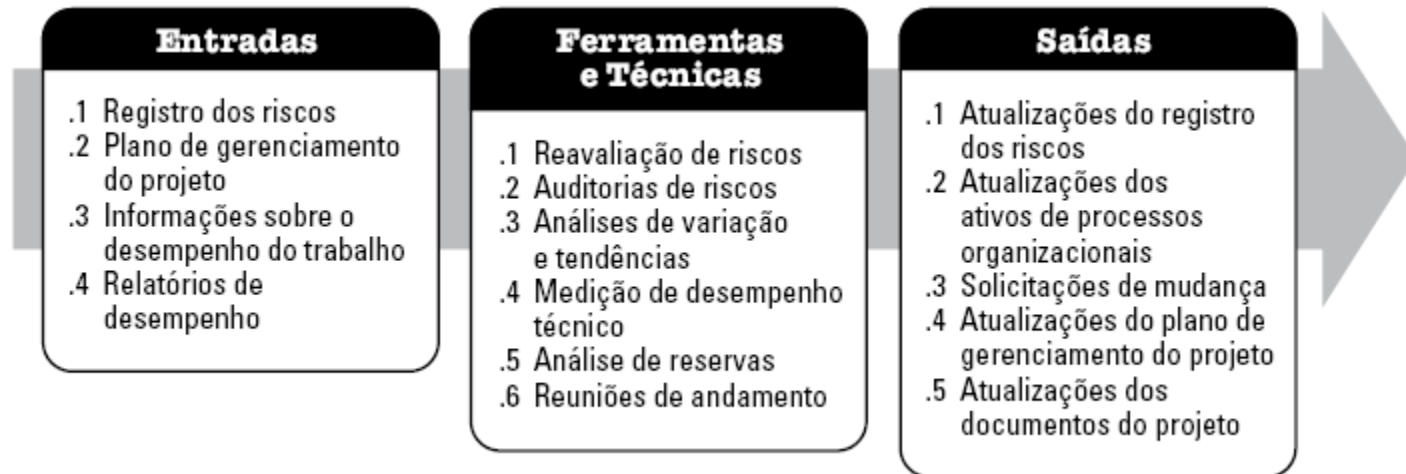 Entradas
.1 Registro dos riscos
.2 Plano de gerenciamento
do projeto
.3 Informações sobre o
desempenho do trabalho
.4 Relatórios de
desempenho
Ferramentas
e Técnicas
.1 Reavaliação de riscos
.2 Auditorias de riscos
.3 Análises de variação
e tendências
.4 Medição de desempenho
técnico
.5 Análise de reservas
.6 Reuniões de andamento
Saídas
.1 Atualizações do registro
dos riscos
.2 Atualizações dos
ativos de processos
organizacionais
.3 Solicitações de mudança
.4 Atualizações do plano de
gerenciamento do projeto
.5 Atualizações dos
documentos do projeto